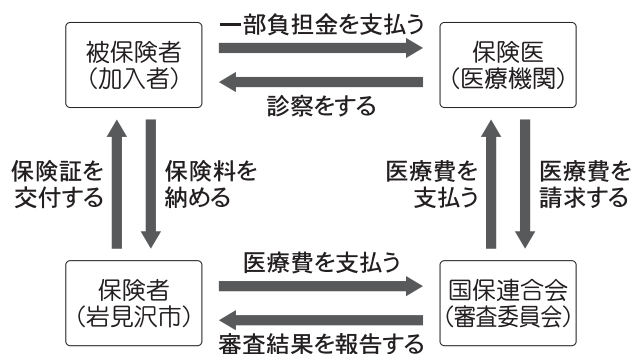 一部負担金を支払う
被保険者
（加入者）
保険医
（医療機関）
診察をする
保険証を
交付する
保険料を
納める
医療費を
支払う
医療費を
請求する
医療費を支払う
保険者
（岩見沢市）
国保連合会
（審査委員会）
審査結果を報告する